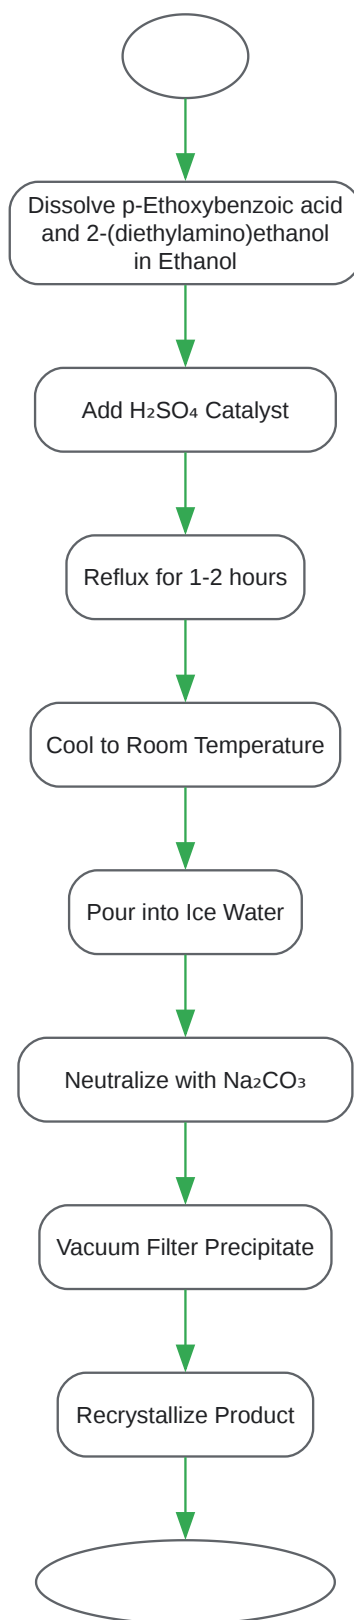 Dissolve p-Ethoxybenzoic acid
and 2-(diethylamino)ethanol
in Ethanol
Add H₂SO₄ Catalyst
Reflux for 1-2 hours
Cool to Room Temperature
Pour into Ice Water
Neutralize with Na₂CO₃
Vacuum Filter Precipitate
Recrystallize Product